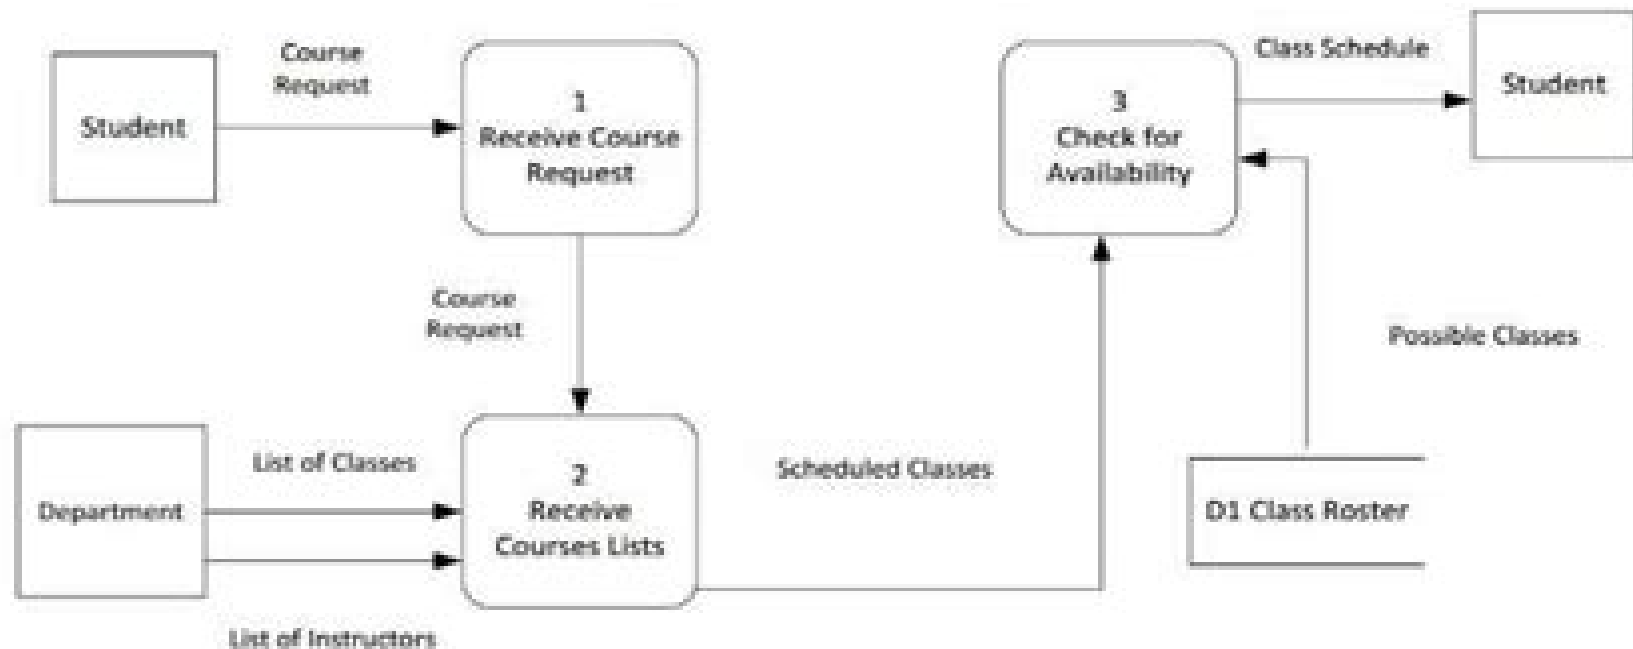 Course
Request
Student
1
Receive Course
Request
3
Check for
Availability
Class Schedule
Student
Course
Request
Possible Classes
List of Classes
Department
List of Instructors
2
Receive
Courses Lists
Scheduled Classes
D1 Class Roster